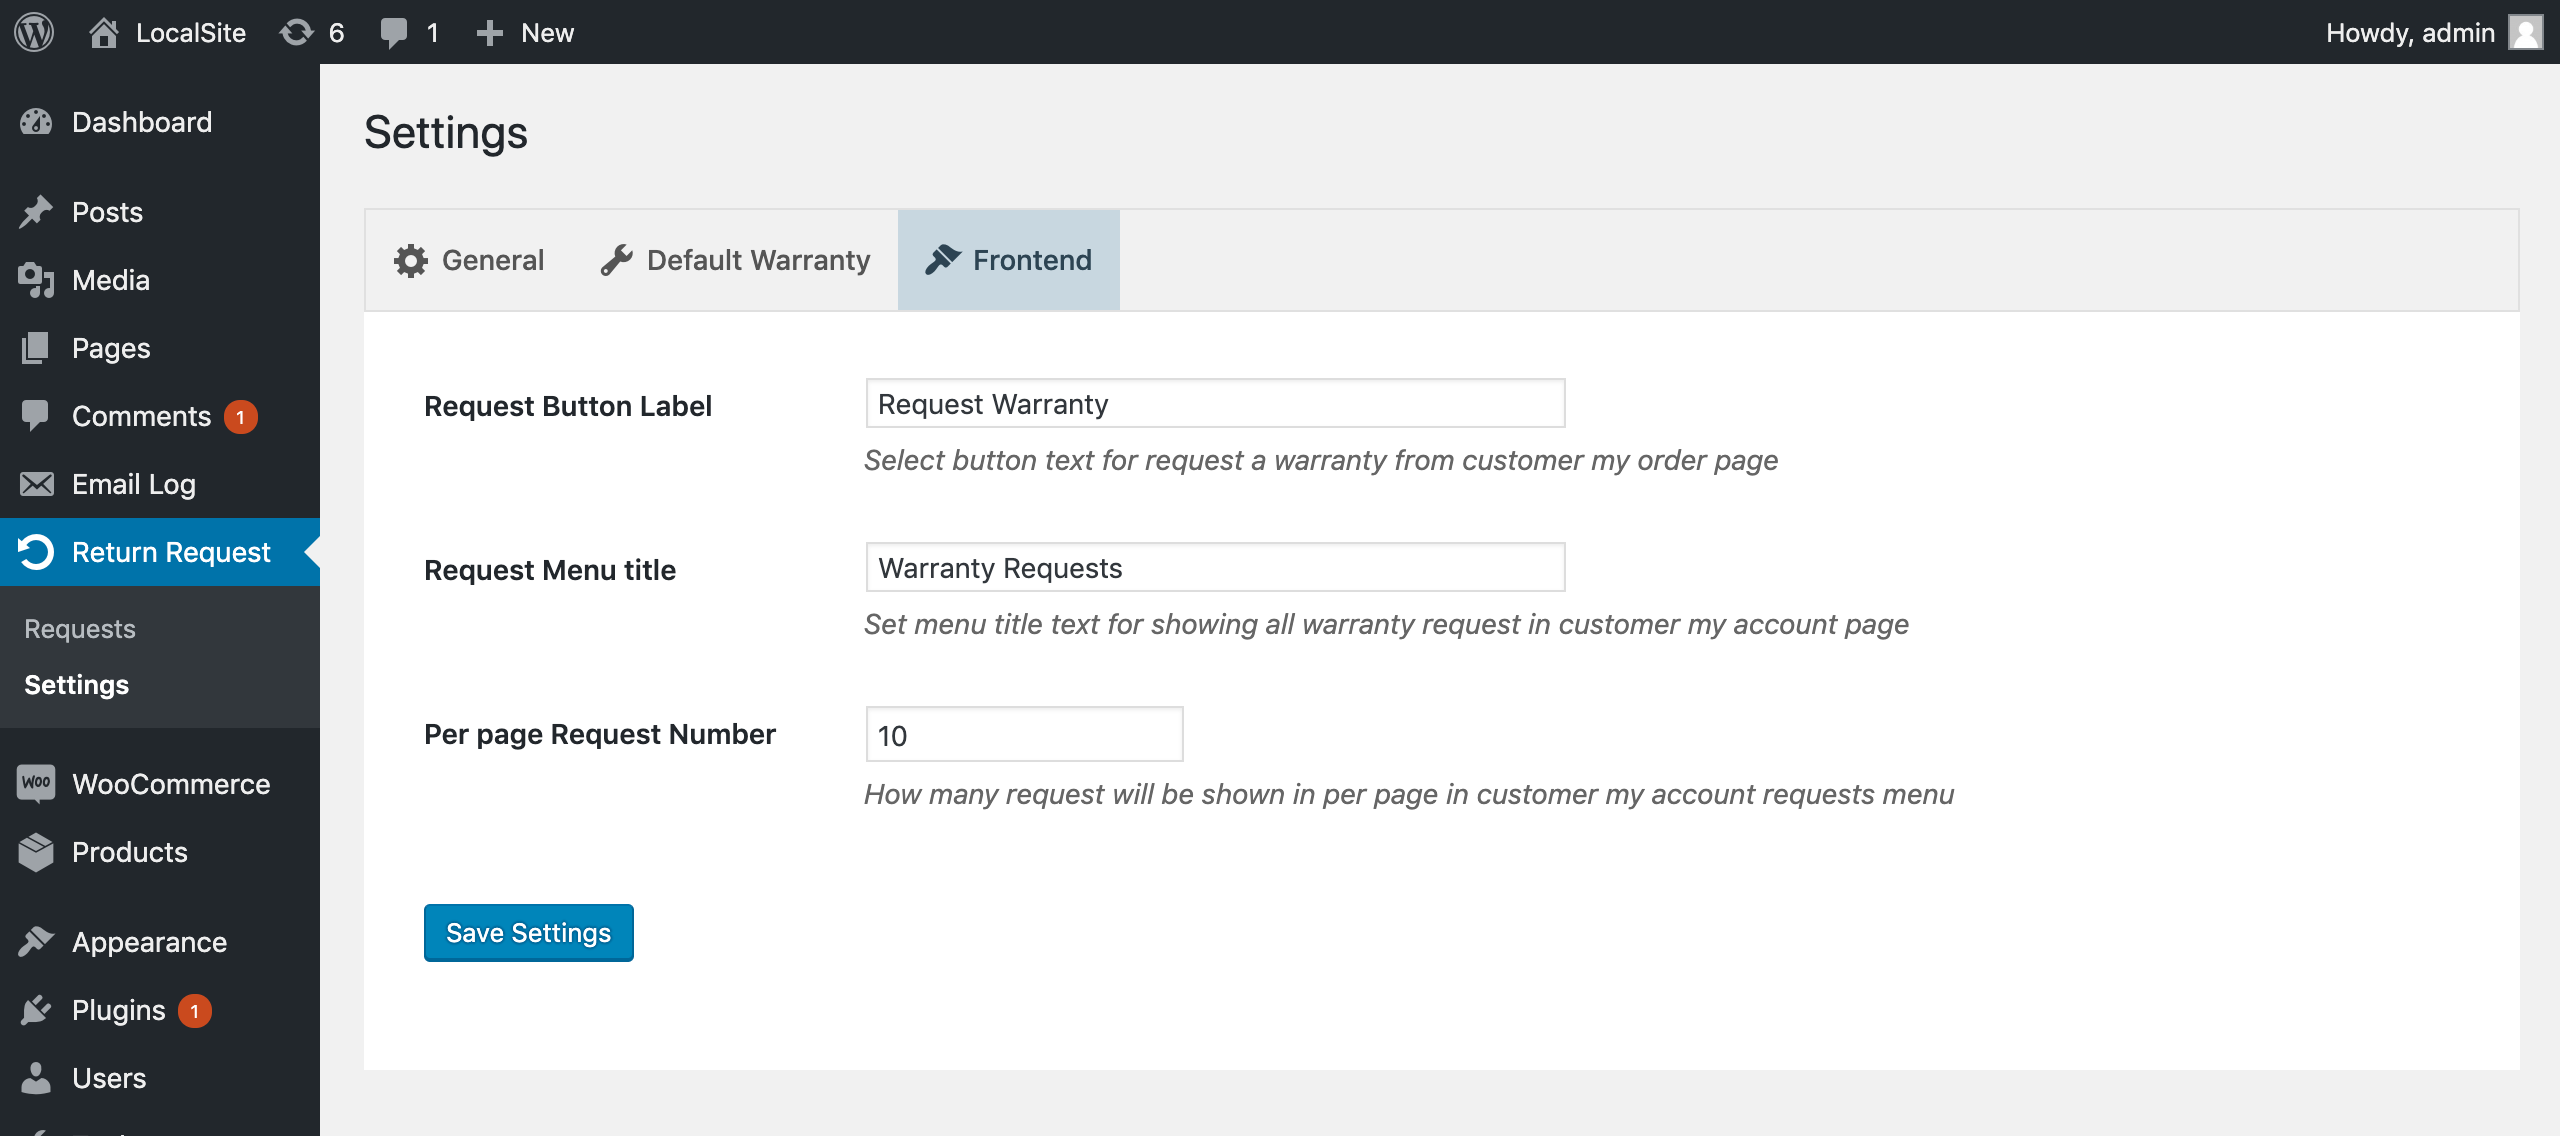 LocalSite 6 1 New Howdy, admin
Dashboard
Posts
Media
Pages
Comments 1
Email Log
Return Request
Requests
Settings
WOO WooCommerce
Products
Appearance
Plugins 1
Users
Settings
General Default Warranty Frontend
Request Button Label Request Warranty
Select button text for request a warranty from customer my order page
Request Menu title Warranty Requests
Set menu title text for showing all warranty request in customer my account page
Per page Request Number 10
How many request will be shown in per page in customer my account requests menu
Save Settings